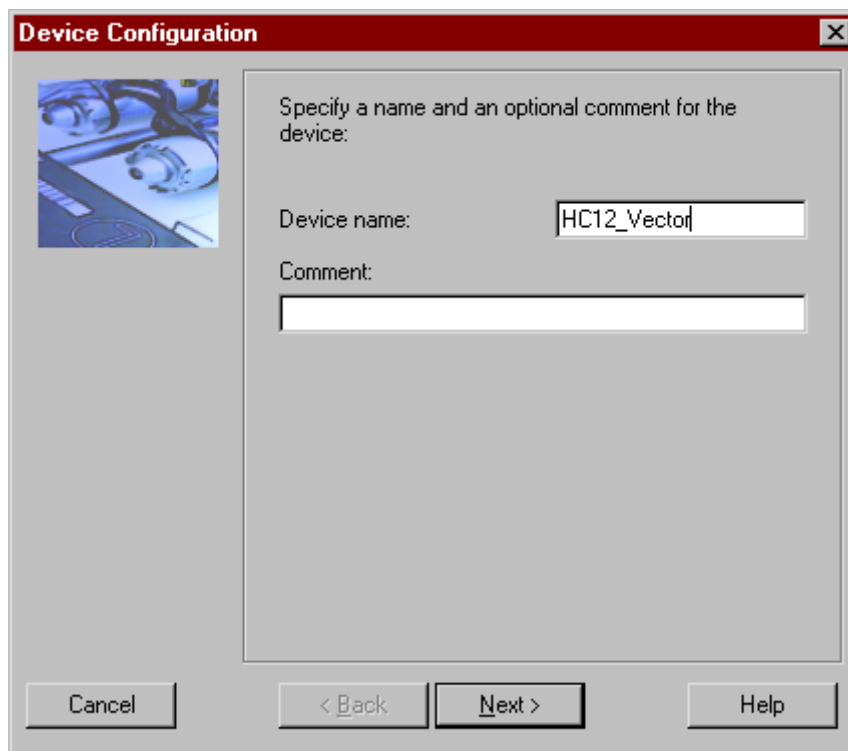 Device Configuration
Specify a name and an optional comment for the
device:
Device name: HC12_Vector
Comment:
Cancel < Back Next > Help